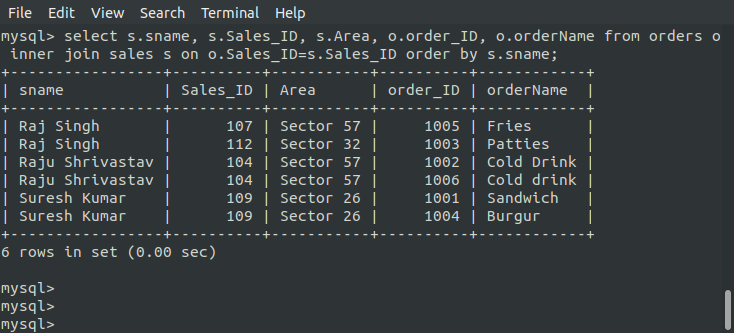 File Edit View Search Terminal Help
mysql> select s.sname, s.Sales_ID, s.Area, o.order_ID, o.orderName from orders o
 inner join sales s on o.Sales_ID=s.Sales_ID order by s.sname;
+----------------+----------+-----------+----------+------------+
| sname          | Sales_ID | Area      | order_ID | orderName  |
+----------------+----------+-----------+----------+------------+
| Raj Singh      |      107 | Sector 57 |     1005 | Fries      |
| Raj Singh      |      112 | Sector 32 |     1003 | Patties    |
| Raju Shrivastav |      104 | Sector 57 |     1002 | Cold Drink |
| Raju Shrivastav |      104 | Sector 57 |     1006 | Cold drink |
| Suresh Kumar   |      109 | Sector 26 |     1001 | Sandwich   |
| Suresh Kumar   |      109 | Sector 26 |     1004 | Burgur     |
+----------------+----------+-----------+----------+------------+
6 rows in set (0.00 sec)
mysql>
mysql>
mysql>